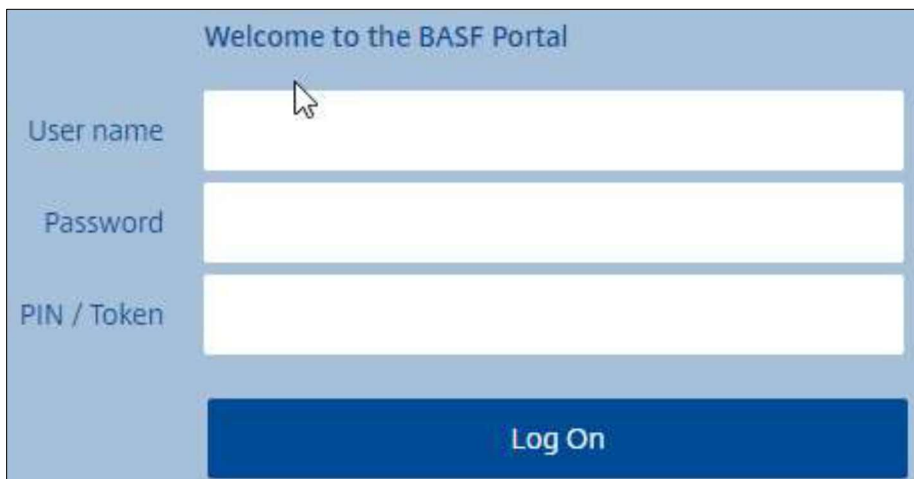 Welcome to the BASF Portal
User name
Password
PIN / Token
Log On